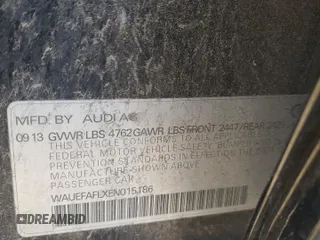 MFD. BY AUDI AG
09 13 GVWR LBS 4762 GAWR LBS FRONT 2447/REAR
THIS VEHICLE CONFORMS TO ALL APPLICABLE
FEDERAL MOTOR VEHICLE SAFETY, BUMPER,
AND THEFT PREVENTION STANDARDS IN EFFECT
ON THE DATE OF MANUFACTURE SHOWN ABOVE.
PASSENGER CAR
DREAMBID